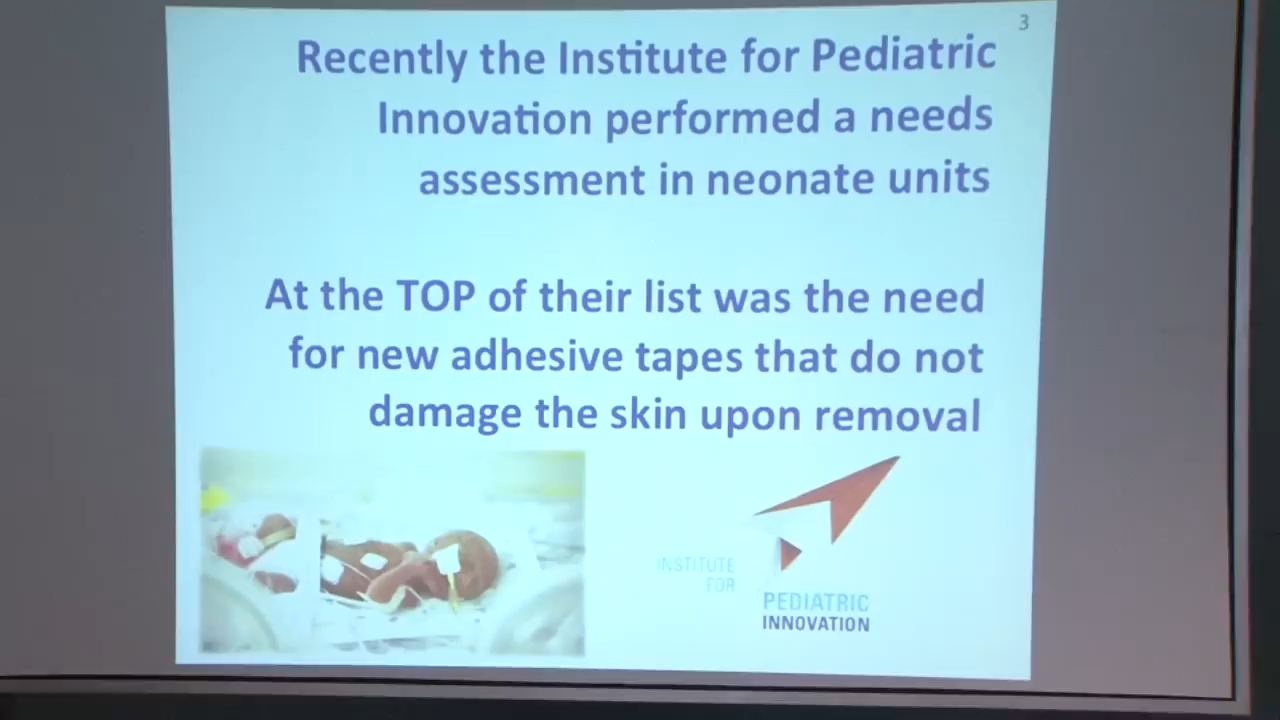 3
Recently the Institute for Pediatric
Innovation performed a needs
assessment in neonate units
At the TOP of their list was the need
for new adhesive tapes that do not
damage the skin upon removal
INSTITUTE
FOR
PEDIATRIC
INNOVATION